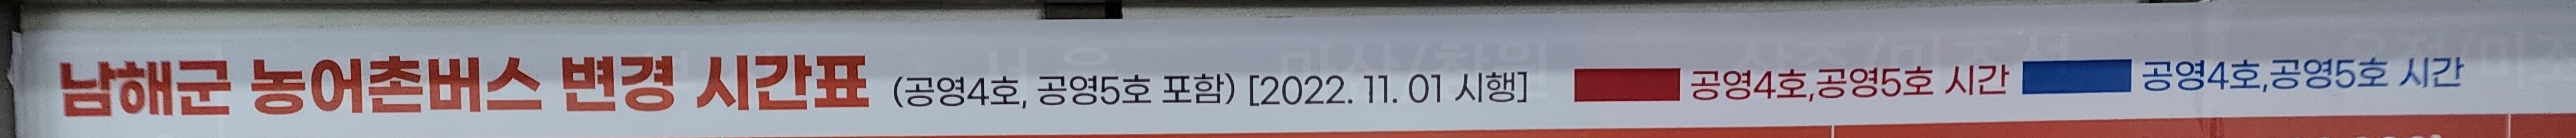 남해군 농어촌버스 변경 시간표 (공영4호, 공영5호 포함) [2022. 11. 01 시행] 공영4호,공영5호 시간 공영4호,공영5호 시간